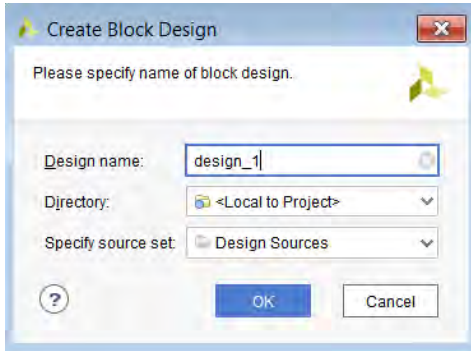 Create Block Design
Please specify name of block design.
Design name: design_1
Directory: <Local to Project>
Specify source set: Design Sources
? OK Cancel